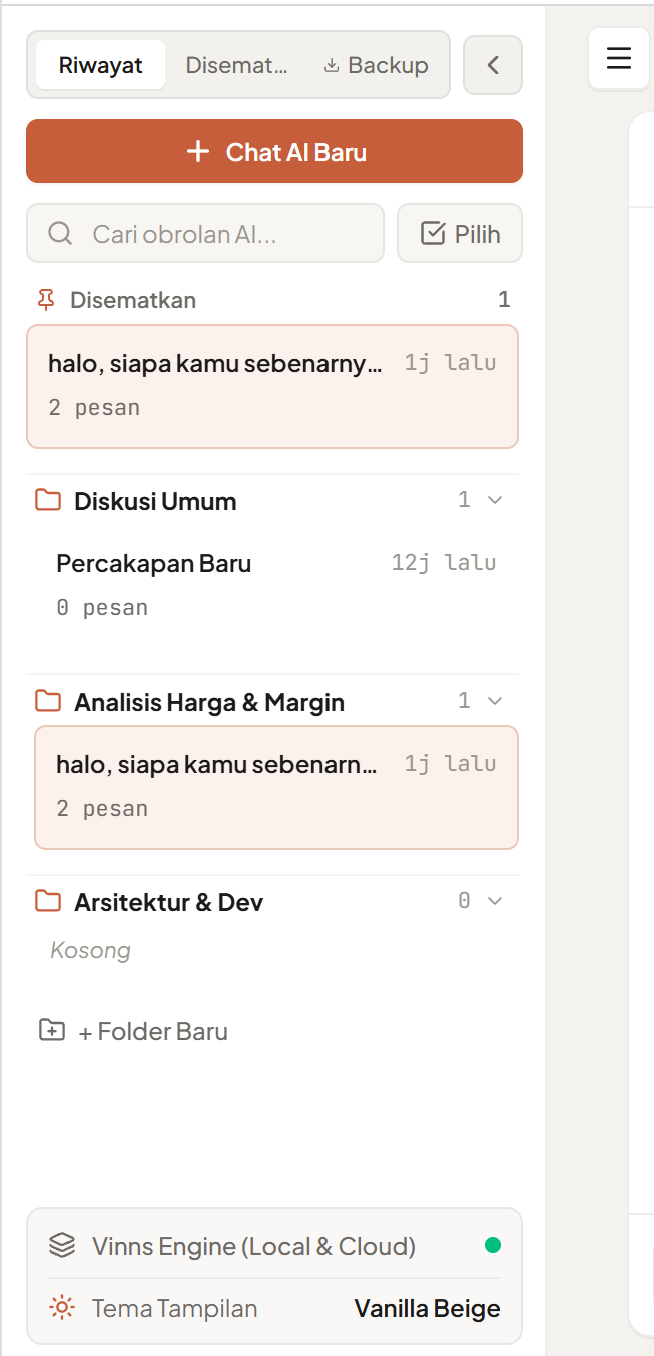 Riwayat Disemat... Backup
Chat AI Baru
Cari obrolan AI... Pilih
Disematkan 1
halo, siapa kamu sebenarny... 1j lalu
2 pesan
Diskusi Umum 1
Percakapan Baru 12j lalu
0 pesan
Analisis Harga & Margin 1
halo, siapa kamu sebenarn... 1j lalu
2 pesan
Arsitektur & Dev 0
Kosong
+ Folder Baru
Vinns Engine (Local & Cloud)
Tema Tampilan Vanilla Beige